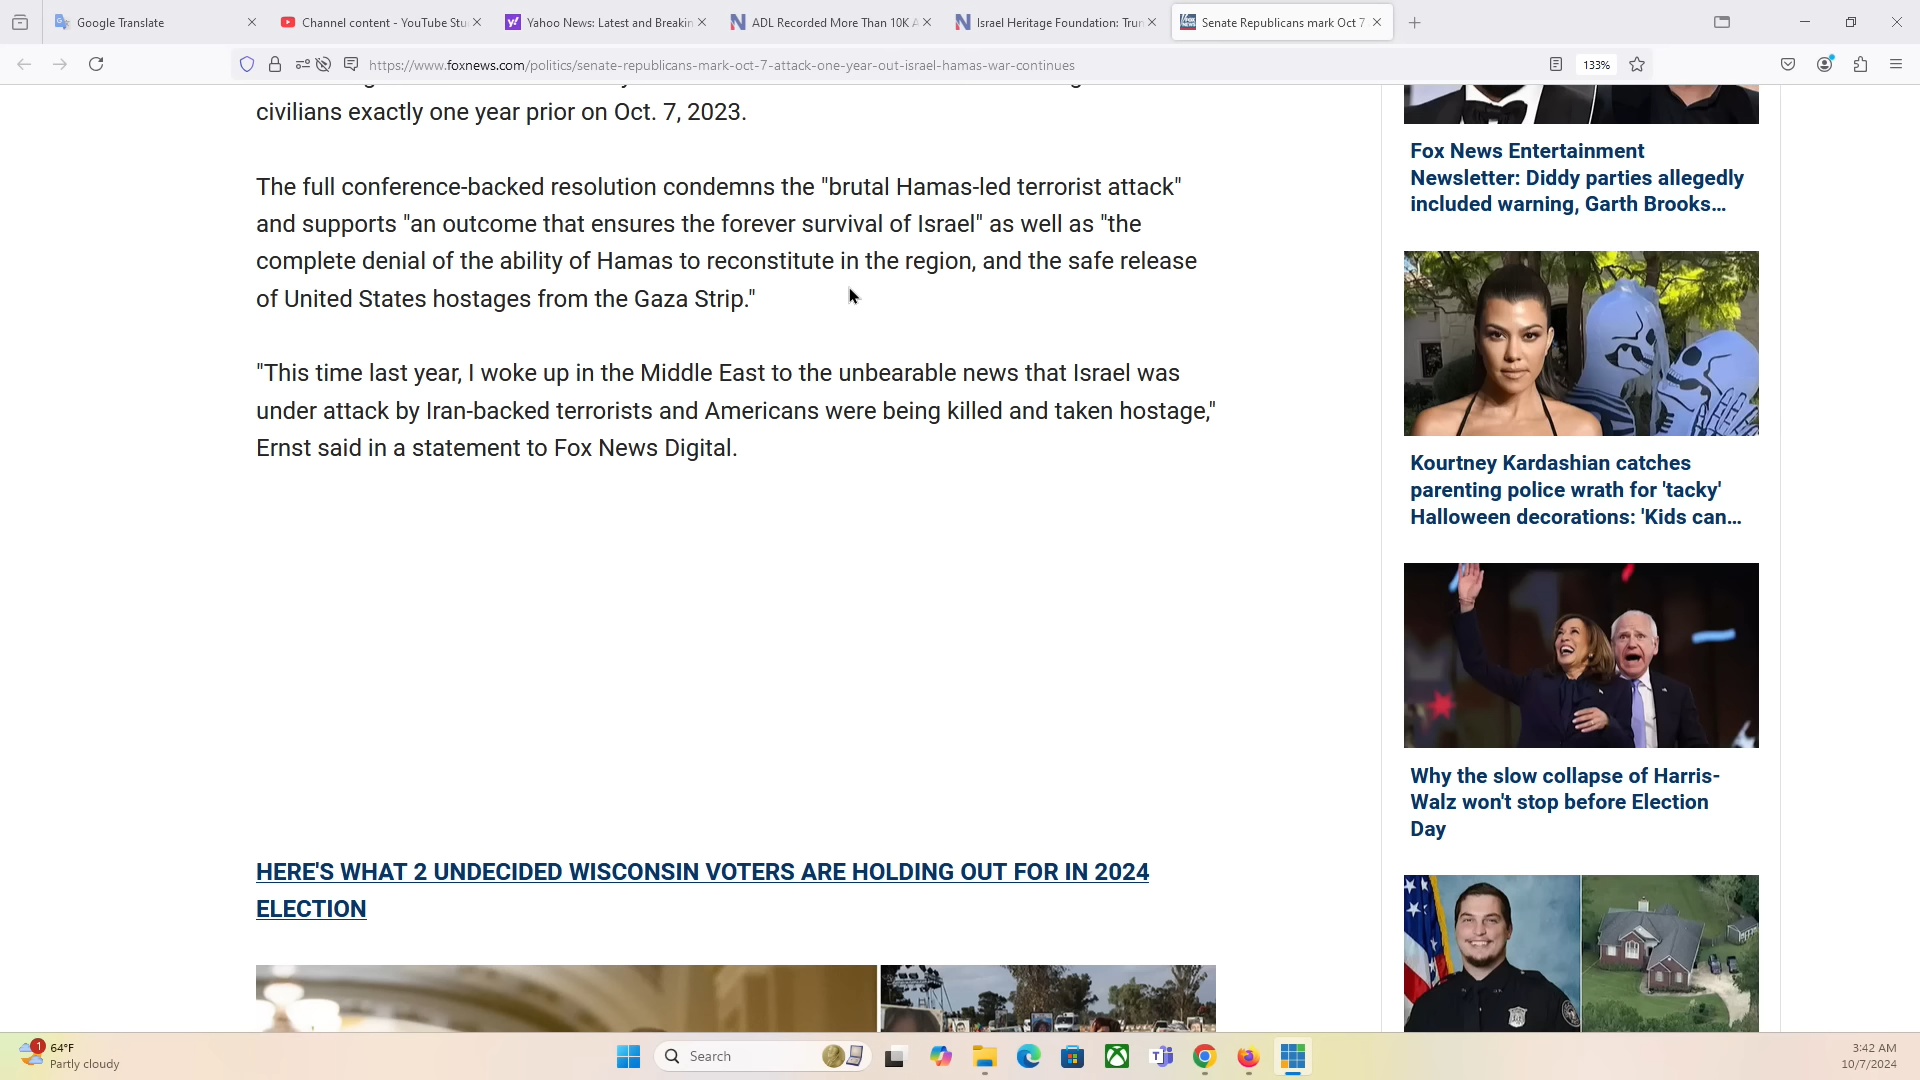 Google Translate
Channel content - YouTube Stu
Yahoo News: Latest and Breakin
ADL Recorded More Than 10K A
Israel Heritage Foundation: Trun
Senate Republicans mark Oct 7
https://www.foxnews.com/politics/senate-republicans-mark-oct-7-attack-one-year-out-israel-hamas-war-continues
133%
civilians exactly one year prior on Oct. 7, 2023.
The full conference-backed resolution condemns the "brutal Hamas-led terrorist attack"
and supports "an outcome that ensures the forever survival of Israel" as well as "the
complete denial of the ability of Hamas to reconstitute in the region, and the safe release
of United States hostages from the Gaza Strip."
"This time last year, I woke up in the Middle East to the unbearable news that Israel was
under attack by Iran-backed terrorists and Americans were being killed and taken hostage,"
Ernst said in a statement to Fox News Digital.
HERE'S WHAT 2 UNDECIDED WISCONSIN VOTERS ARE HOLDING OUT FOR IN 2024
ELECTION
Fox News Entertainment
Newsletter: Diddy parties allegedly
included warning, Garth Brooks...
Kourtney Kardashian catches
parenting police wrath for 'tacky'
Halloween decorations: 'Kids can...
Why the slow collapse of Harris-
Walz won't stop before Election
Day
1
64°F
Partly cloudy
Search
3:42 AM
10/7/2024